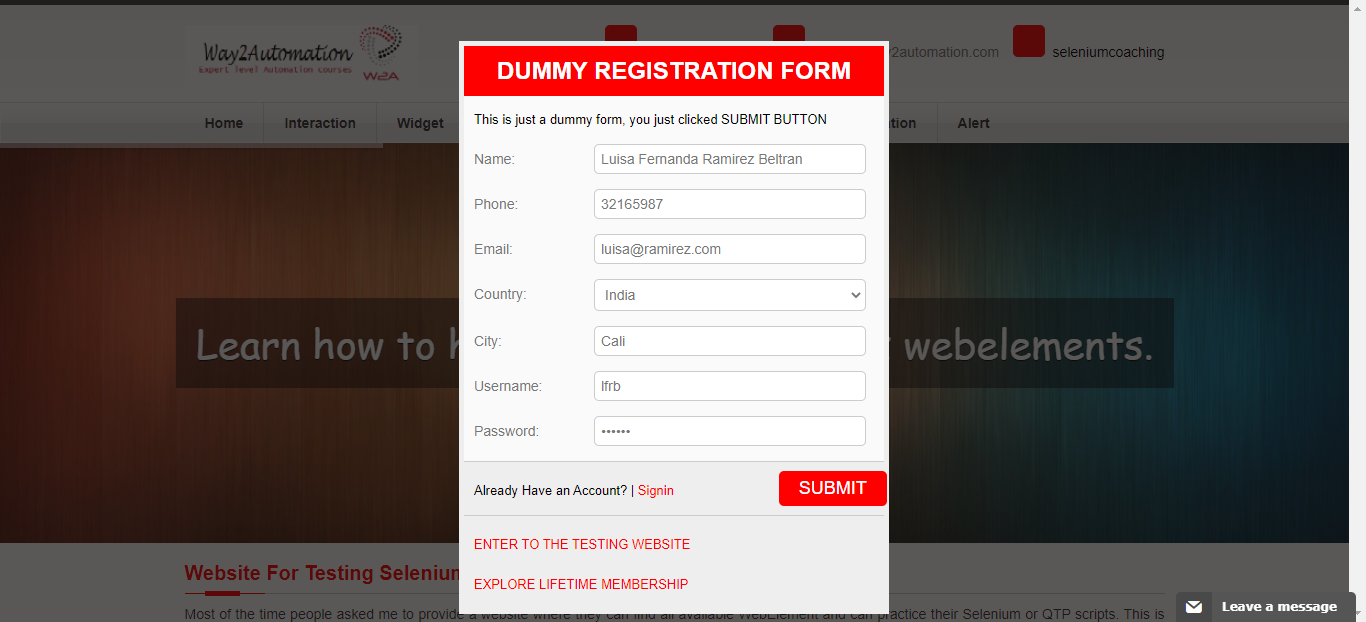 Way2Automation
Expert level Automation courses
W2A
2automation.com
seleniumcoaching
DUMMY REGISTRATION FORM
Home
Interaction
Widget
Alert
This is just a dummy form, you just clicked SUBMIT BUTTON
Name: Luisa Fernanda Ramirez Beltran
Phone: 32165987
Email: luisa@ramirez.com
Country: India
Learn how to webelements.
City: Cali
Username: lfrb
Password: ••••••
Already Have an Account? | Signin SUBMIT
ENTER TO THE TESTING WEBSITE
Website For Testing Selenium
EXPLORE LIFETIME MEMBERSHIP
Most of the time people asked me to provide a website where they can find all available WebElement and can practice their Selenium or QTP scripts. This is
Leave a message